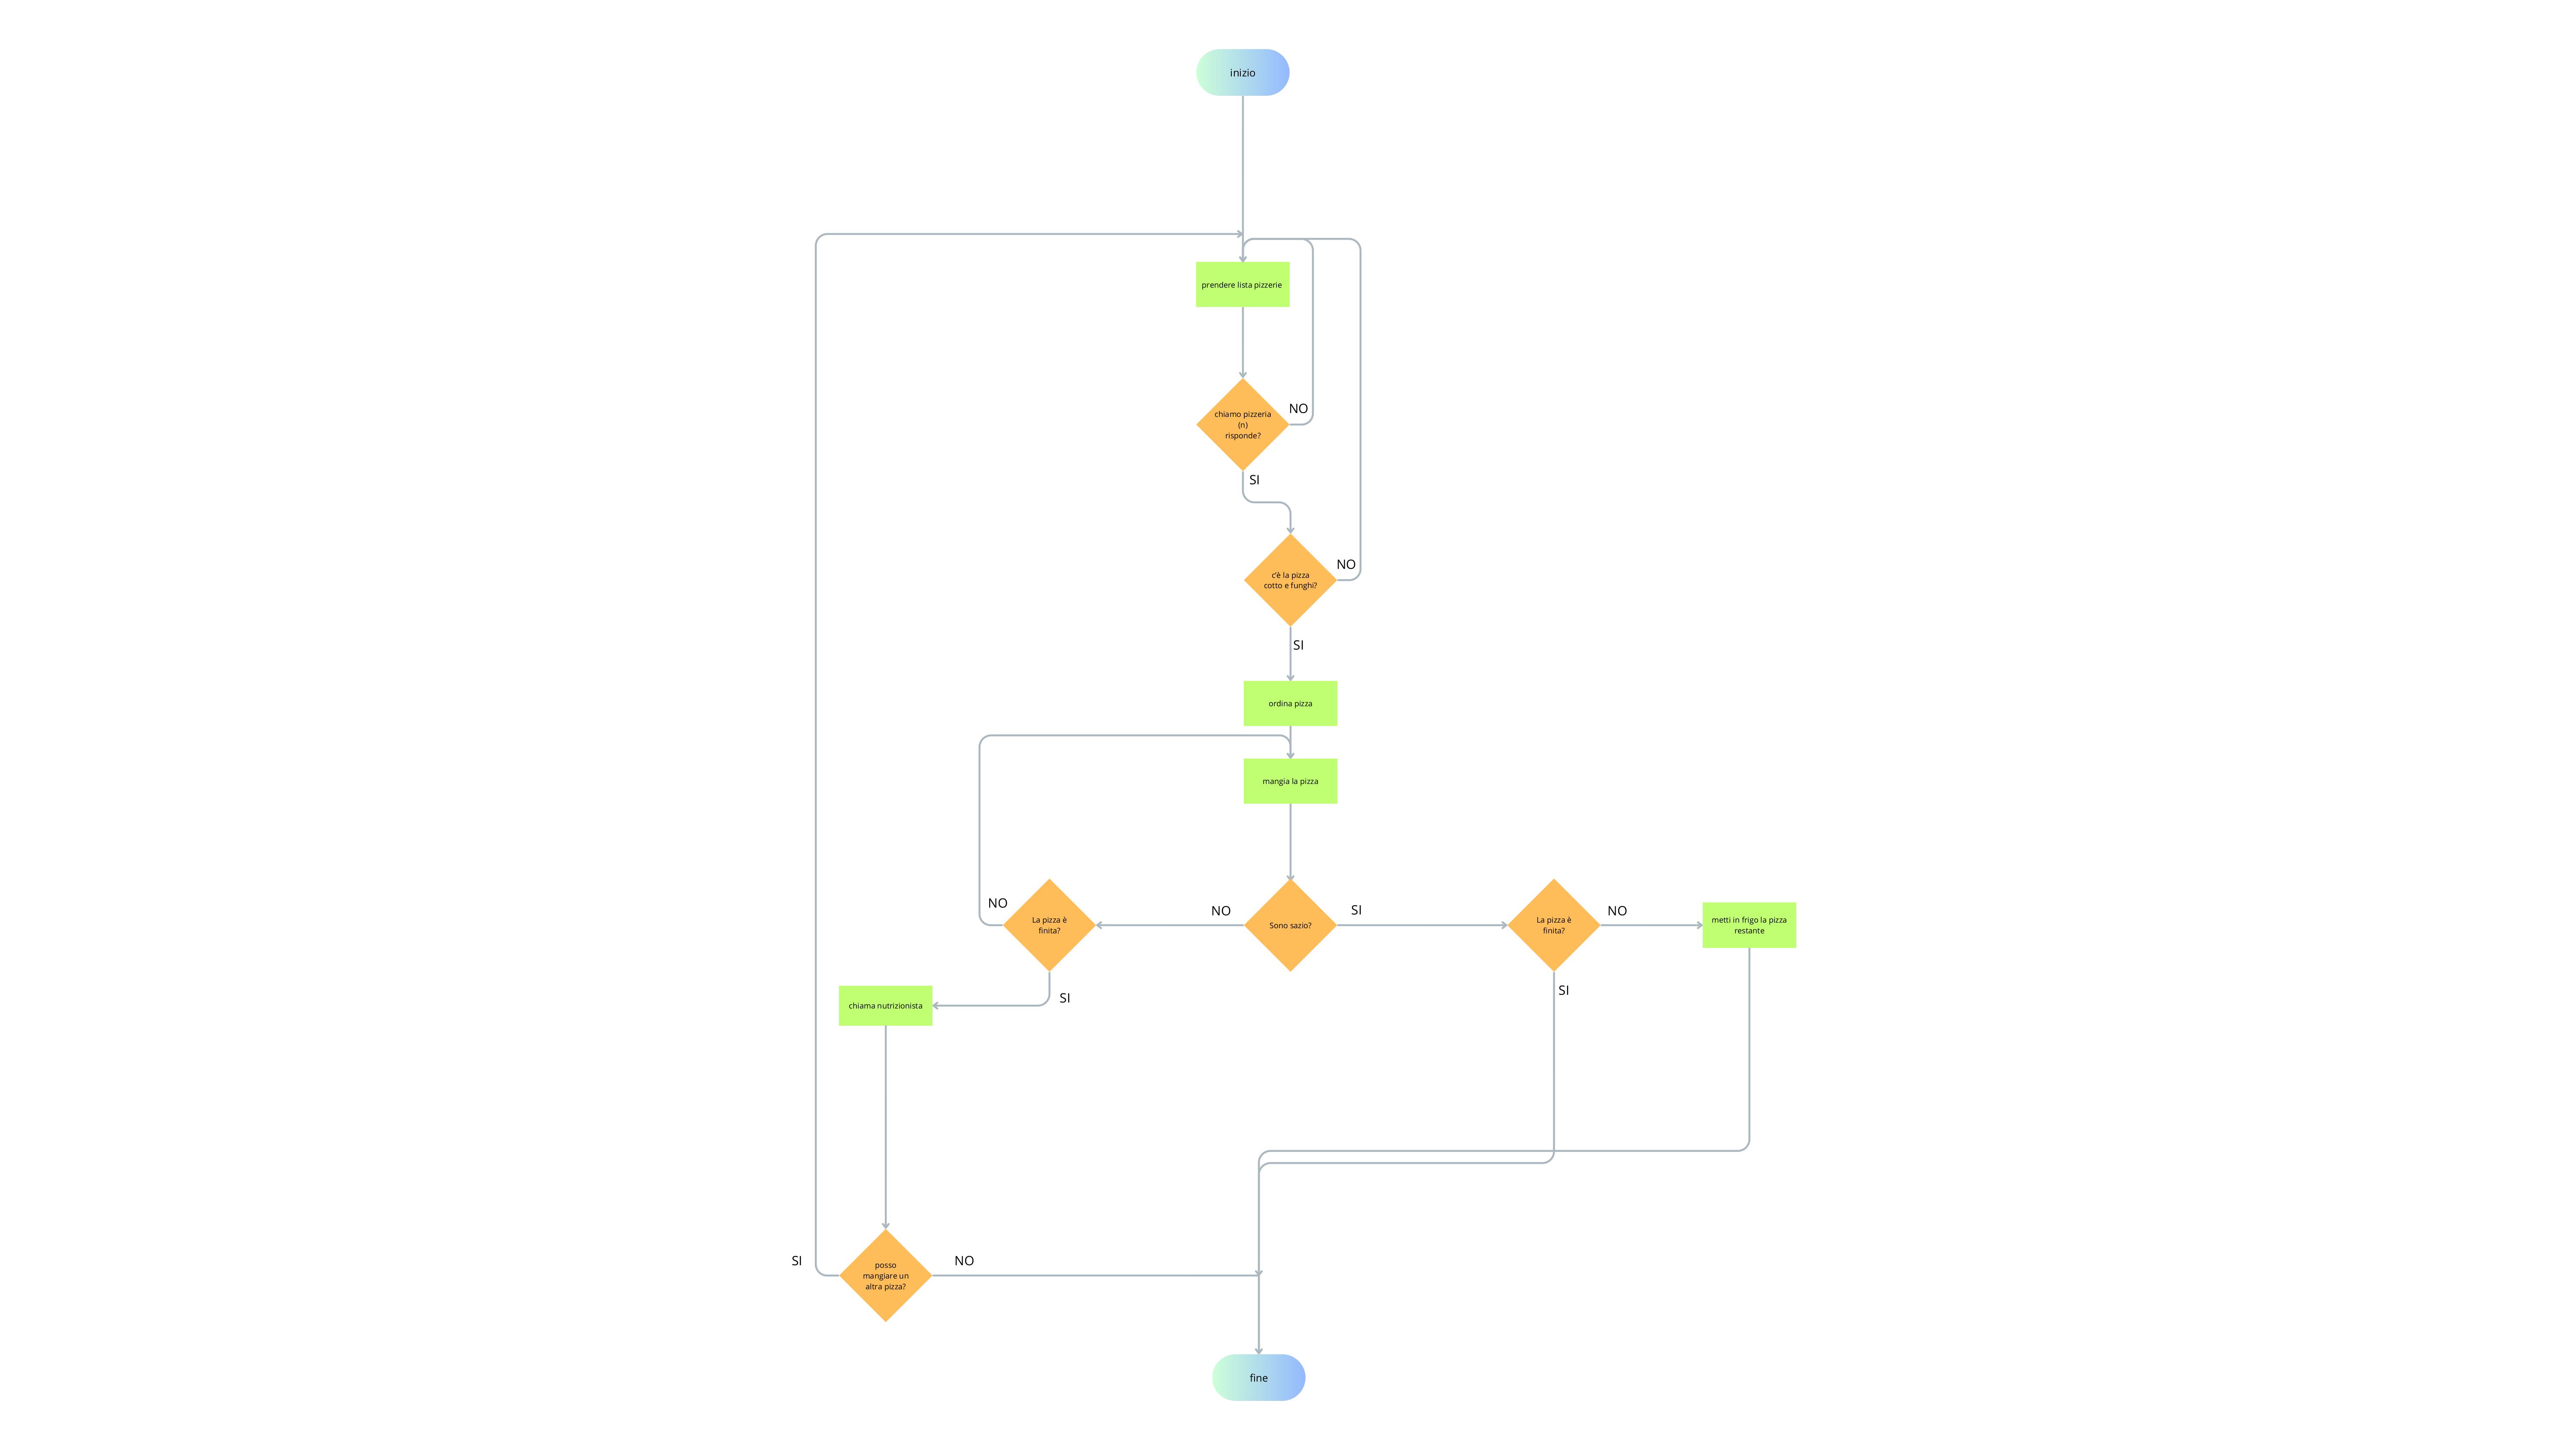 inizio
prendere lista pizzerie
chiamo pizzeria
(n)
risponde?
NO
SI
c'è la pizza
cotto e funghi?
NO
SI
ordina pizza
mangia la pizza
NO
La pizza è
finita?
NO
Sono sazio?
SI
La pizza è
finita?
NO
metti in frigo la pizza
restante
SI
SI
chiama nutrizionista
SI
posso
mangiare un
altra pizza?
NO
fine